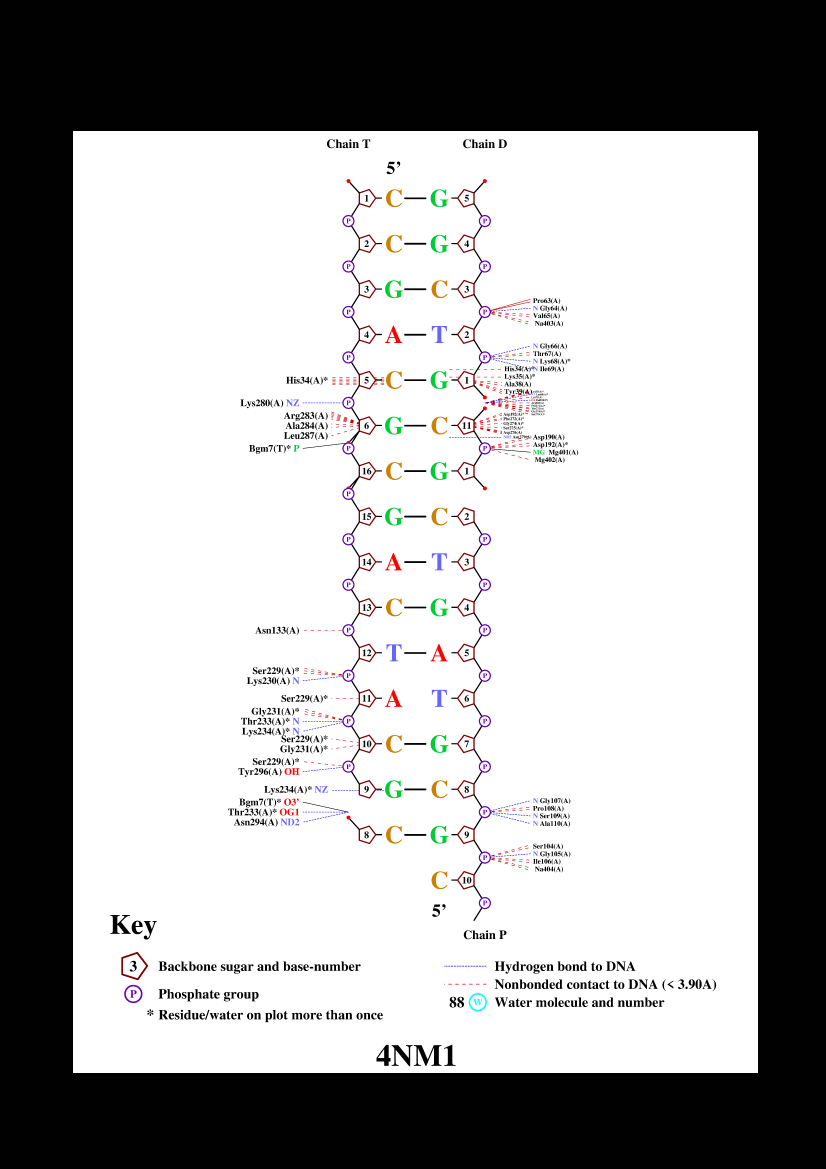 Chain T Chain D
5’
1 C G 5
P P
2 C G 4
P P
3 G C 3
Pro63(A)
P P N Gly64(A)
Val65(A)
Na403(A)
4 A T 2
N Gly66(A)
Thr67(A)
P P N Lys68(A)*
His34(A)* N Ile69(A)
Lys35(A)*
His34(A)* 5 C G 1
Ala38(A)
Tyr39(A)
Lys280(A) NZ P
Arg283(A)
Ala284(A) 6 G C 11
Leu287(A)
Asp190(A)
Asp192(A)*
Bgm7(T)* P P P MG Mg401(A)
Mg402(A)
16 C G 1
P
15 G C 2
P P
14 A T 3
P P
13 C G 4
Asn133(A) P P
12 T A 5
Ser229(A)*
Lys230(A) N P P
Ser229(A)* 11 A T 6
Gly231(A)*
Thr233(A)* N P P
Lys234(A)* N
Ser229(A)*
Gly231(A)* 10 C G 7
Ser229(A)*
Tyr296(A) OH P P
Lys234(A)* NZ 9 G C 8
Bgm7(T)* O3’ N Gly107(A)
Thr233(A)* OG1 P Pro108(A)
Asn294(A) ND2 N Ser109(A)
N Ala110(A)
8 C G 9
Ser104(A)
P N Gly105(A)
Ile106(A)
Na404(A)
C 10
P
5’
Chain P
Key
3 Backbone sugar and base-number
P Phosphate group
* Residue/water on plot more than once
Hydrogen bond to DNA
Nonbonded contact to DNA (< 3.90A)
88 W Water molecule and number
4NM1